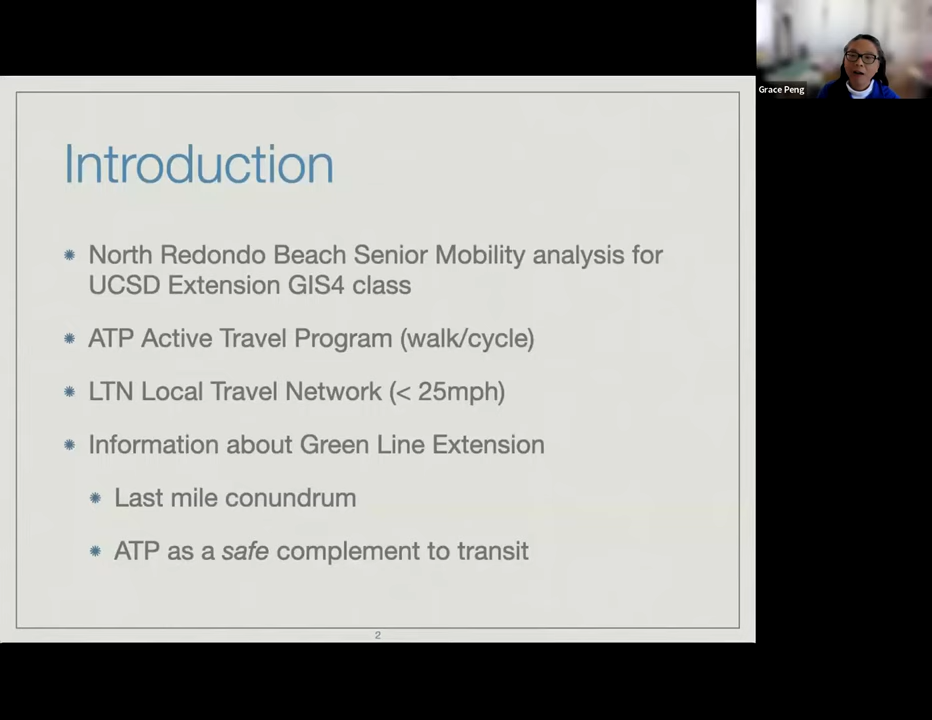 Grace Peng
Introduction
North Redondo Beach Senior Mobility analysis for
UCSD Extension GIS4 class
ATP Active Travel Program (walk/cycle)
LTN Local Travel Network (< 25mph)
Information about Green Line Extension
Last mile conundrum
ATP as a safe complement to transit
2